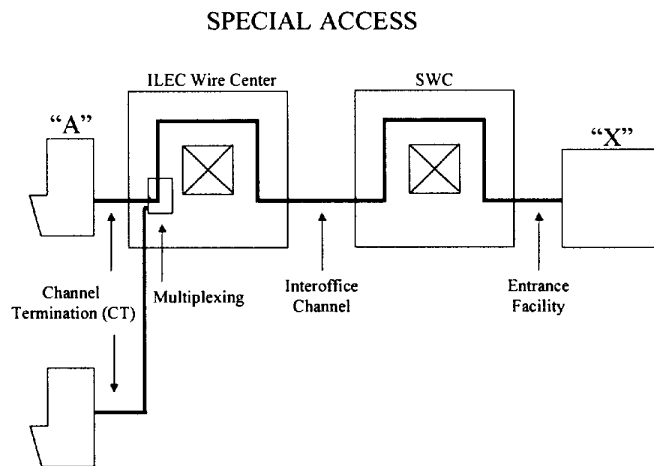 SPECIAL ACCESS
ILEC Wire Center
SWC
“A”
“X”
Channel
Termination (CT)
Multiplexing
Interoffice
Channel
Entrance
Facility